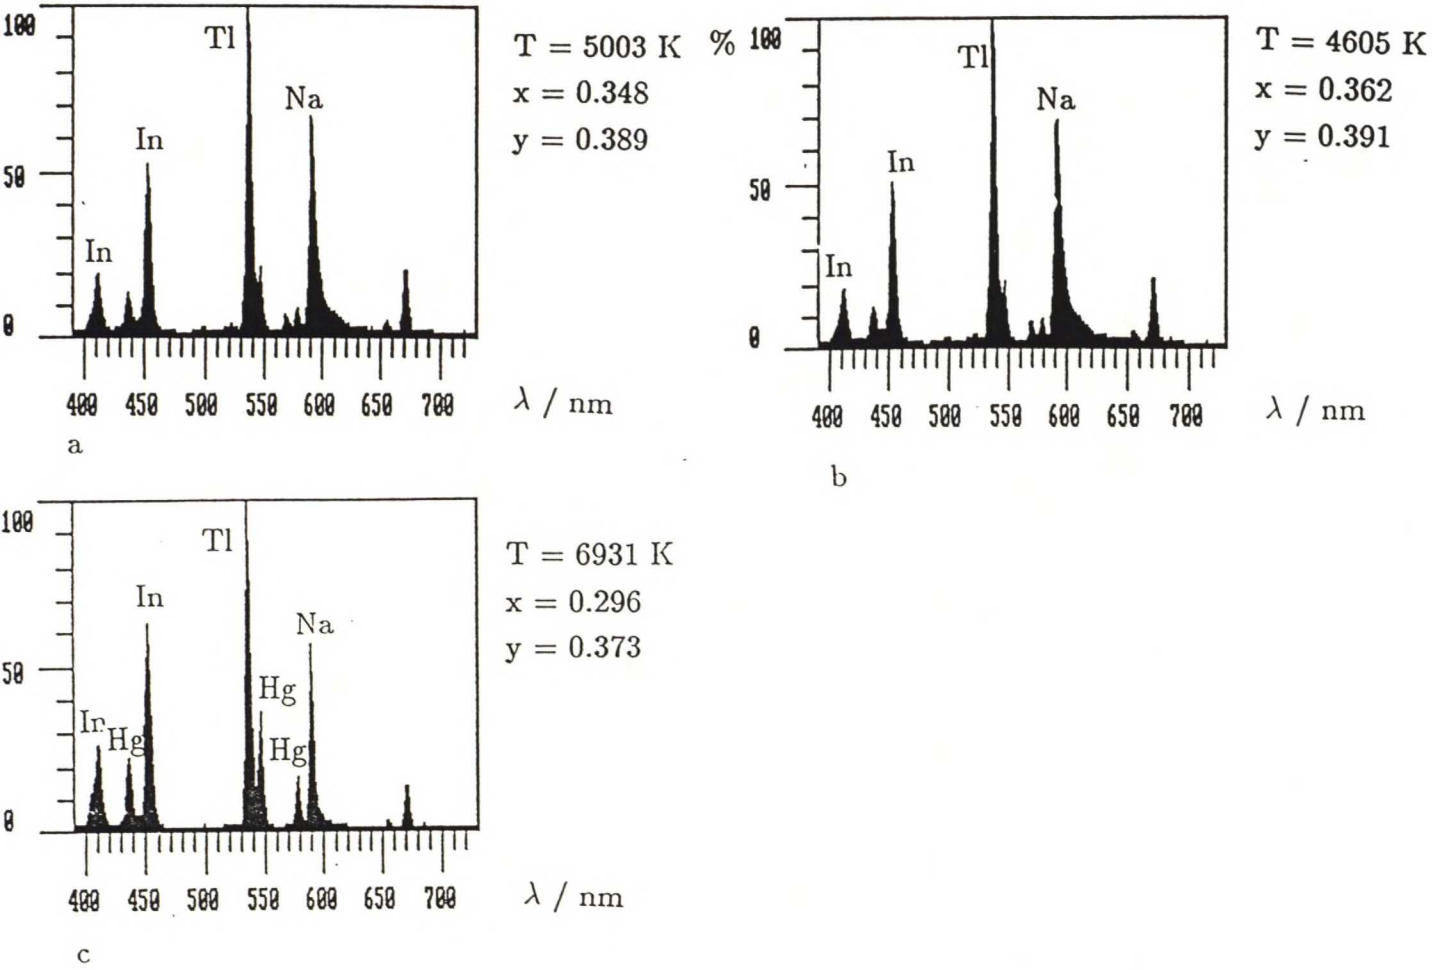 100
50
0
Tl
In
In
Na
400 450 500 550 600 650 700
λ / nm
T = 5003 K
x = 0.348
y = 0.389
a
% 100
50
0
Tl
In
In
Na
400 450 500 550 600 650 700
λ / nm
T = 4605 K
x = 0.362
y = 0.391
b
100
50
0
Tl
In
In
Hg
Hg
Hg
Na
400 450 500 550 600 650 700
λ / nm
T = 6931 K
x = 0.296
y = 0.373
c